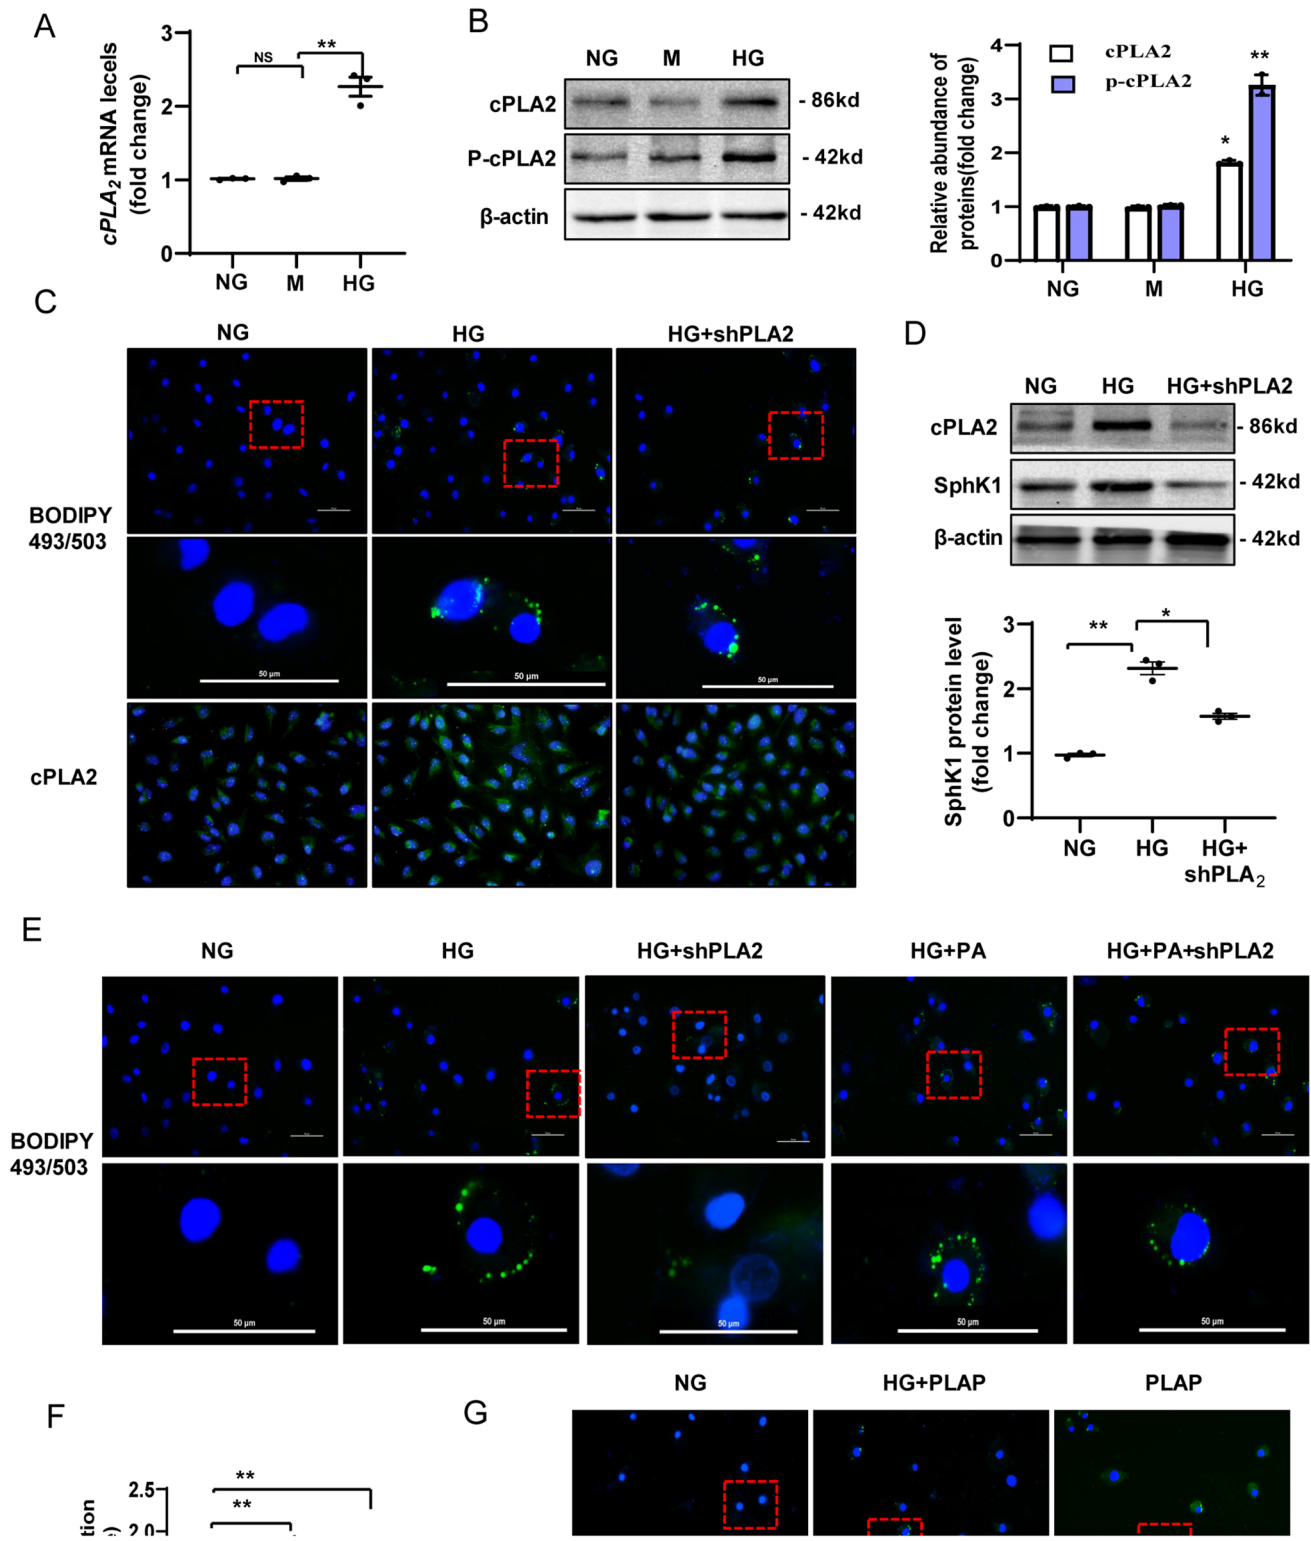 A
cPLA2 mRNA lecels
(fold change)
3
2
1
0
NS
**
NG M HG
B
NG M HG
cPLA2 - 86kd
P-cPLA2 - 42kd
β-actin - 42kd
Relative abundance of
proteins(fold change)
4
3
2
1
0
cPLA2
p-cPLA2
*
**
NG M HG
C
NG HG HG+shPLA2
BODIPY
493/503
50 µm 50 µm 50 µm
cPLA2
D
NG HG HG+shPLA2
cPLA2 - 86kd
SphK1 - 42kd
β-actin - 42kd
SphK1 protein level
(fold change)
3
2
1
0
**
*
NG HG HG+
shPLA2
E
NG HG HG+shPLA2 HG+PA HG+PA+shPLA2
BODIPY
493/503
50 µm 50 µm 50 µm 50 µm 50 µm
F
2.5
2.0
**
**
tion
e)
G
NG HG+PLAP PLAP